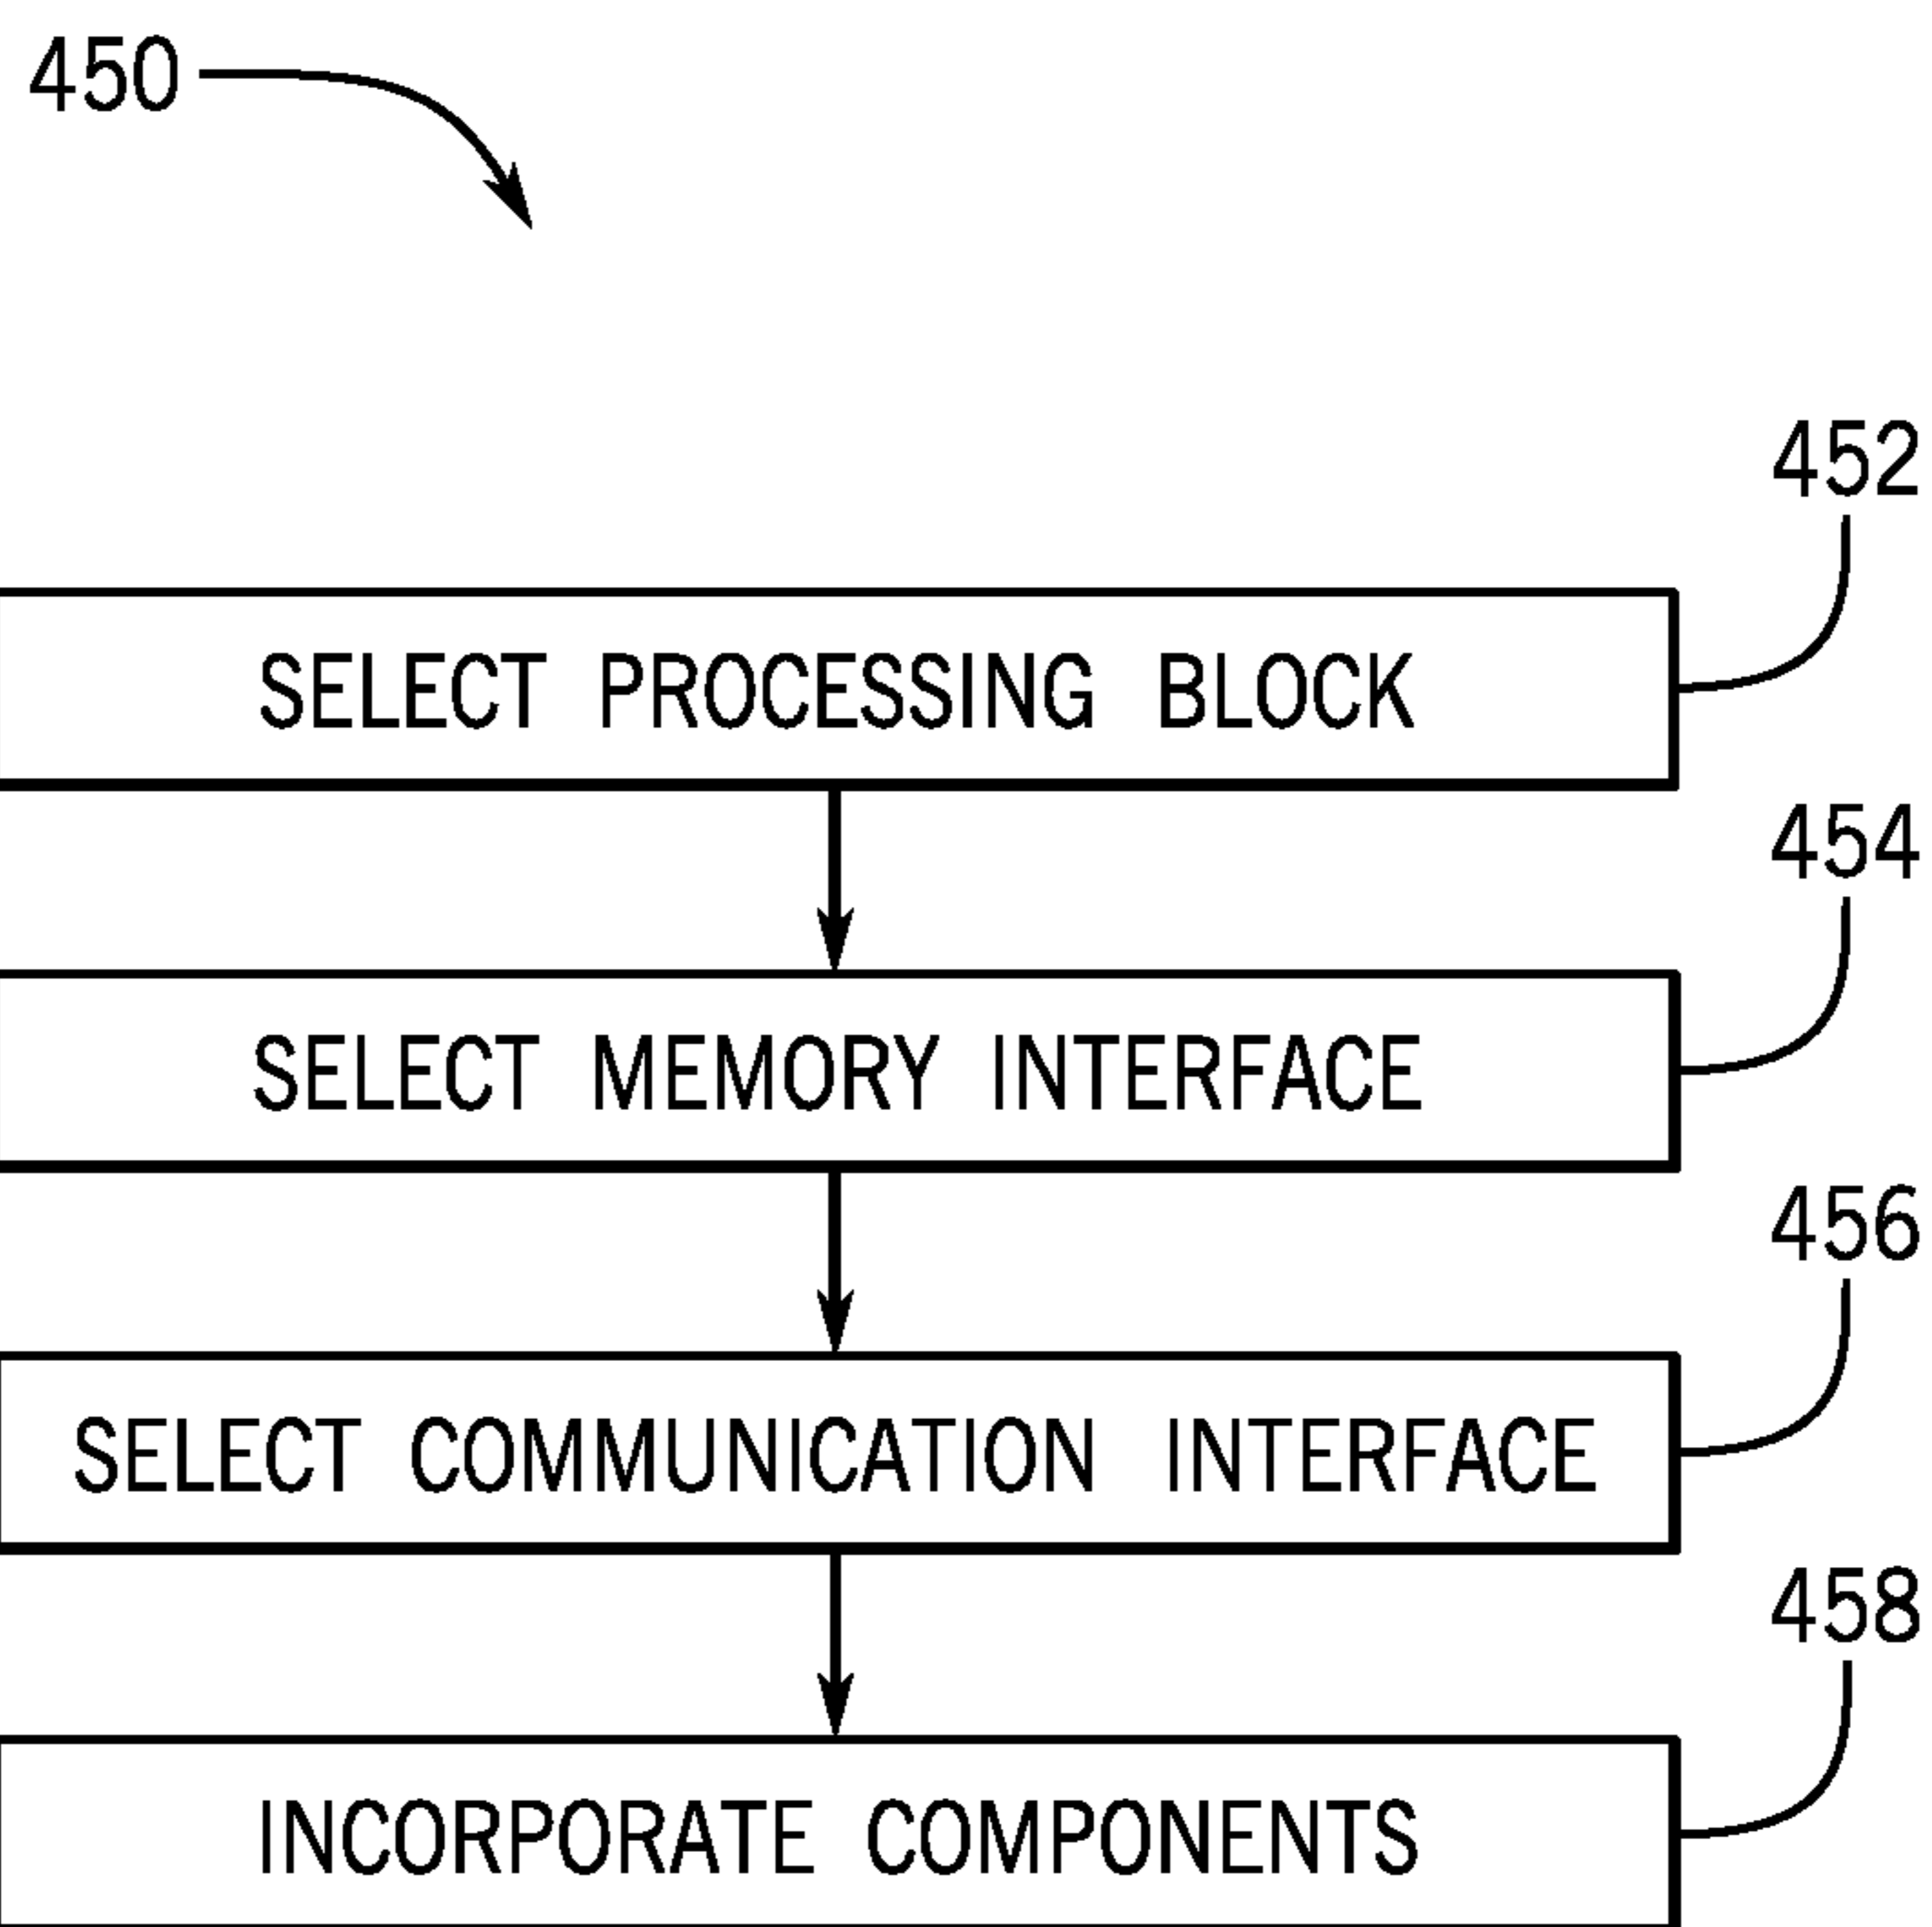 450
452
SELECT PROCESSING BLOCK
454
SELECT MEMORY INTERFACE
456
SELECT COMMUNICATION INTERFACE
458
INCORPORATE COMPONENTS